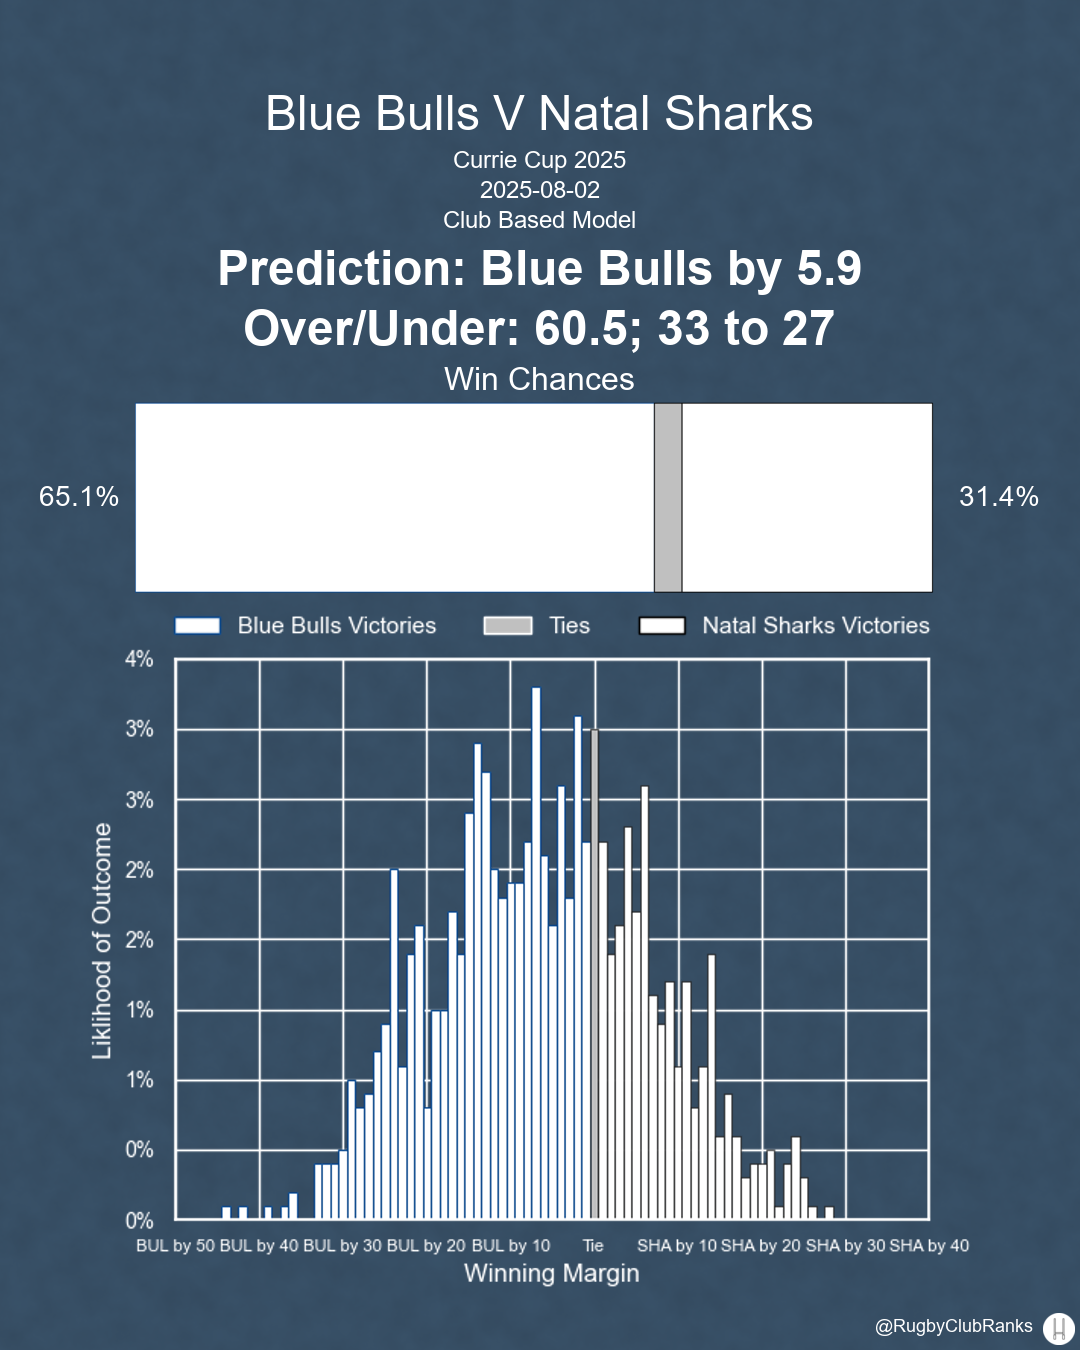 Blue Bulls V Natal Sharks
Currie Cup 2025
2025-08-02
Club Based Model
Prediction: Blue Bulls by 5.9
Over/Under: 60.5; 33 to 27
Win Chances
65.1%
31.4%
Blue Bulls Victories Ties Natal Sharks Victories
4%
3%
3%
2%
2%
1%
1%
0%
0%
Liklihood of Outcome
BUL by 50 BUL by 40 BUL by 30 BUL by 20 BUL by 10 Tie SHA by 10 SHA by 20 SHA by 30 SHA by 40
Winning Margin
@RugbyClubRanks